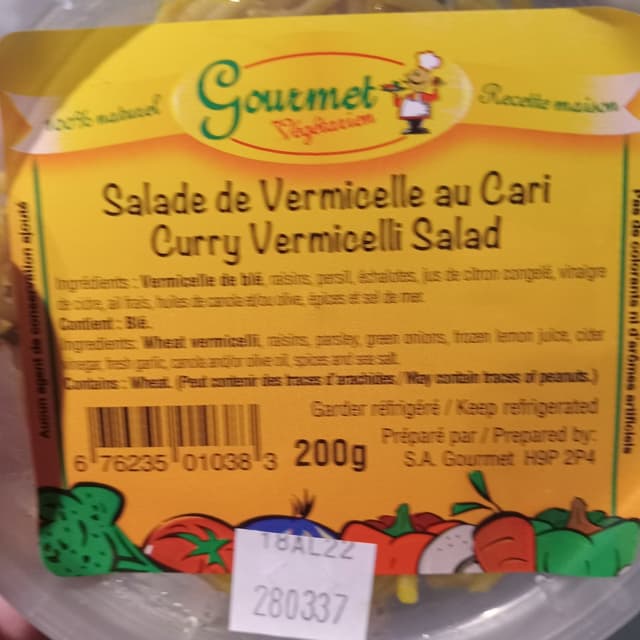 100% naturel
Gourmet
Végétarien
Recette maison
Salade de Vermicelle au Cari
Curry Vermicelli Salad
Ingrédients : Vermicelle de blé, raisins, persil, échalotes, jus de citron congelé, vinaigre
de cidre, ail frais, huiles de canola et/ou olive, épices et sel de mer.
Contient : Blé.
Ingredients: Wheat vermicelli, raisins, parsley, green onions, frozen lemon juice, cider
vinegar, fresh garlic, canola and/or olive oil, spices and sea salt.
Contains : Wheat. (Peut contenir des traces d'arachides / May contain traces of peanuts.)
Garder réfrigéré / Keep refrigerated
Préparé par / Prepared by:
S.A. Gourmet H9P 2P4
6 76235 01038 3
200g
Aucun agent de conservation ajouté
Pas de colorants ni d'arômes artificiels
18AL22
280337